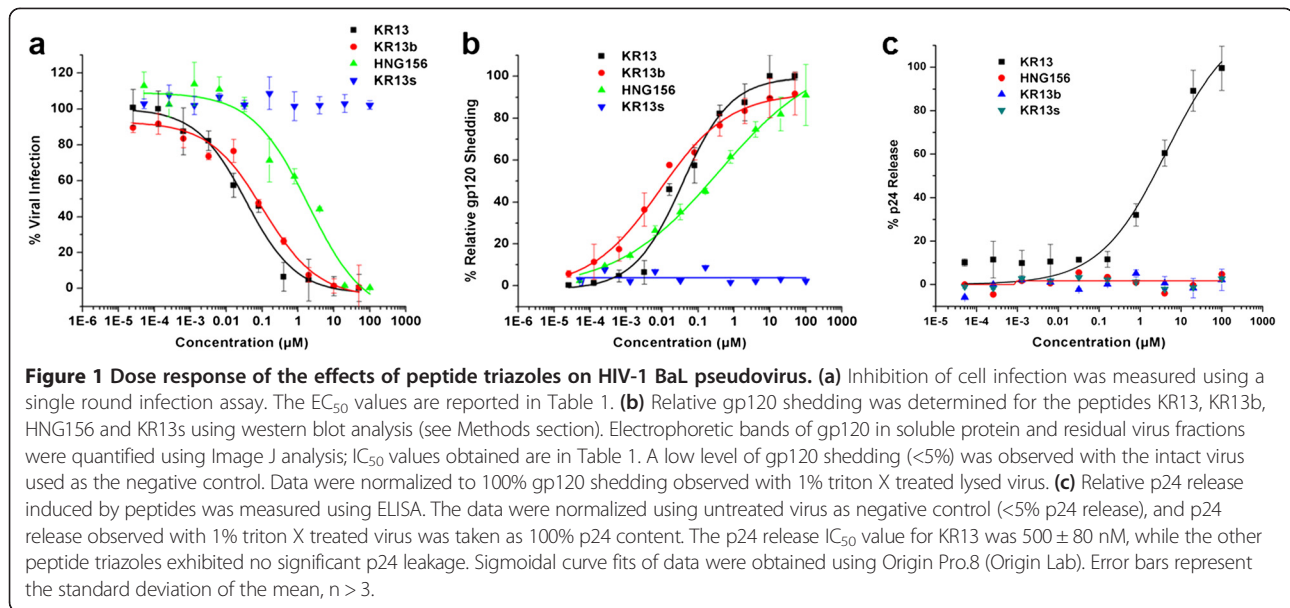 a
KR13
KR13b
HNG156
KR13s
120
100
80
60
40
20
0
% Viral Infection
1E-6 1E-5 1E-4 1E-3 0.01 0.1 1 10 100 1000
Concentration (µM)
b
KR13
KR13b
HNG156
KR13s
100
80
60
40
20
0
% Relative gp120 Shedding
1E-6 1E-5 1E-4 1E-3 0.01 0.1 1 10 100 1000
Concentration (µM)
c
KR13
HNG156
KR13b
KR13s
120
100
80
60
40
20
0
% p24 Release
1E-5 1E-4 1E-3 0.01 0.1 1 10 100 1000
Concentration (µM)
Figure 1 Dose response of the effects of peptide triazoles on HIV-1 BaL pseudovirus. (a) Inhibition of cell infection was measured using a
single round infection assay. The EC50 values are reported in Table 1. (b) Relative gp120 shedding was determined for the peptides KR13, KR13b,
HNG156 and KR13s using western blot analysis (see Methods section). Electrophoretic bands of gp120 in soluble protein and residual virus fractions
were quantified using Image J analysis; IC50 values obtained are in Table 1. A low level of gp120 shedding (<5%) was observed with the intact virus
used as the negative control. Data were normalized to 100% gp120 shedding observed with 1% triton X treated lysed virus. (c) Relative p24 release
induced by peptides was measured using ELISA. The data were normalized using untreated virus as negative control (<5% p24 release), and p24
release observed with 1% triton X treated virus was taken as 100% p24 content. The p24 release IC50 value for KR13 was 500 ± 80 nM, while the other
peptide triazoles exhibited no significant p24 leakage. Sigmoidal curve fits of data were obtained using Origin Pro.8 (Origin Lab). Error bars represent
the standard deviation of the mean, n > 3.